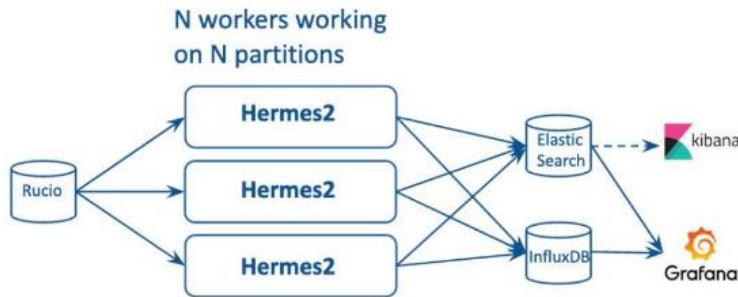 N workers working
on N partitions
Hermes2
Hermes2
Hermes2
Rucio
Elastic
Search
kibana
InfluxDB
Grafana